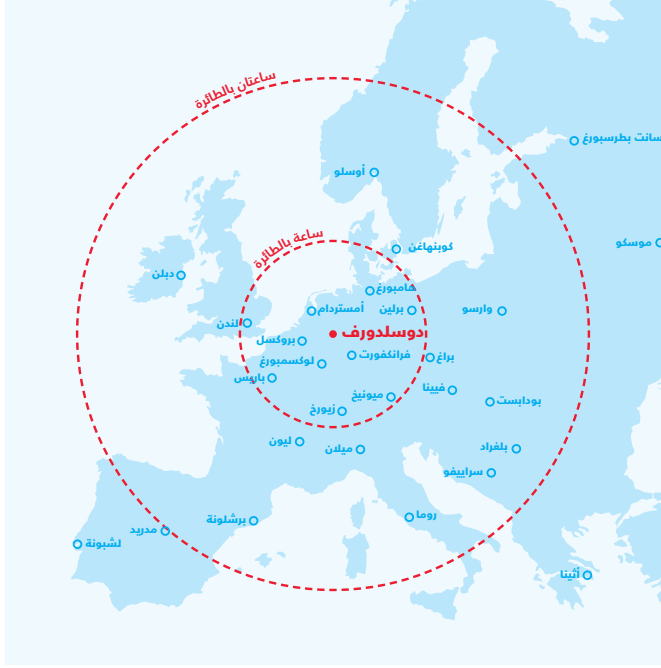 ساعتان بالطائرة
سانت بطرسبورغ
أوسلو
ساعة بالطائرة
موسكو
كوبنهاغن
دبلن
هامبورغ
أمستردام
برلين
وارسو
لندن
دوسلدورف
بروكسل
فرانكفورت
براغ
لوكسمبورغ
باريس
فيينا
ميونيخ
بودابست
زيورخ
ليون
ميلان
بلغراد
سراييفو
روما
برشلونة
مدريد
لشبونة
أثينا